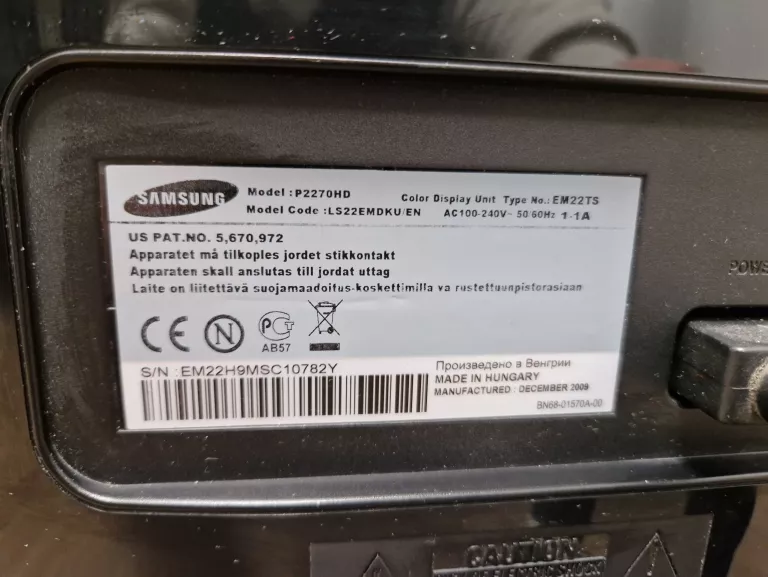 SAMSUNG
Model : P2270HD
Color Display Unit Type No.: EM22TS
Model Code : LS22EMDKU/EN
AC100-240V~ 50/60Hz 1.1A
US PAT.NO. 5,670,972
Apparatet må tilkoples jordet stikkontakt
Apparaten skall anslutas till jordat uttag
Laite on liitettävä suojamaadoitus-koskettimilla va rustettuunpistorasiaan
CE N PCT
AB57
S/N : EM22H9MSC10782Y
Произведено в Венгрии
MADE IN HUNGARY
MANUFACTURED : DECEMBER 2009
BN68-01570A-00
POWE
CAUTION